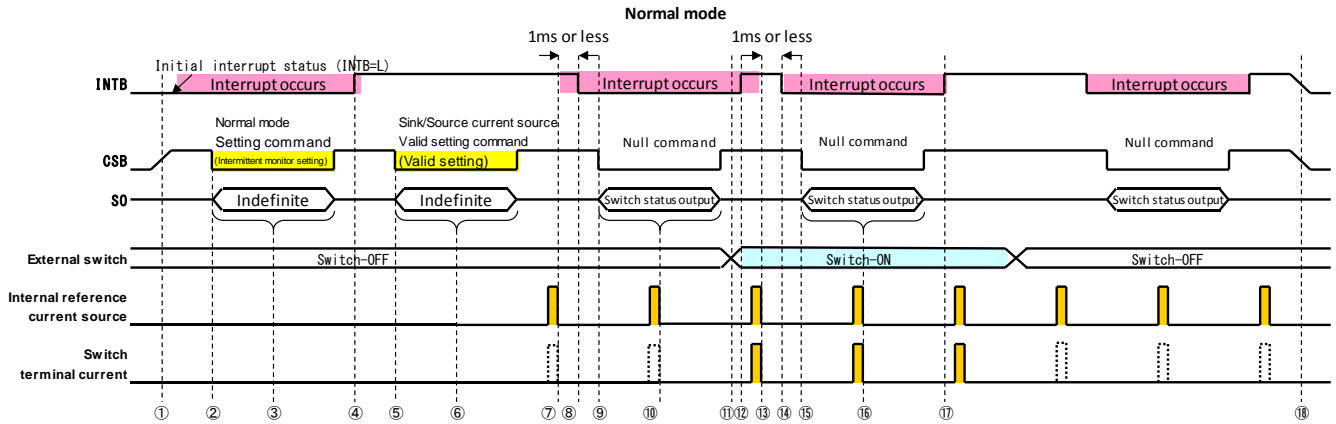 Normal mode
1ms or less
1ms or less
Initial interrupt status (INTB=L)
INTB
Interrupt occurs
Interrupt occurs
Interrupt occurs
Interrupt occurs
Normal mode
Setting command
(Intermittent monitor setting)
Sink/Source current source
Valid setting command
(Valid setting)
Null command
Null command
Null command
CSB
SO
Indefinite
Indefinite
Switch status output
Switch status output
Switch status output
External switch
Switch-OFF
Switch-ON
Switch-OFF
Internal reference
current source
Switch
terminal current
① ② ③ ④ ⑤ ⑥ ⑦ ⑧ ⑨ ⑩ ⑪ ⑫ ⑬ ⑭ ⑮ ⑯ ⑰ ⑱